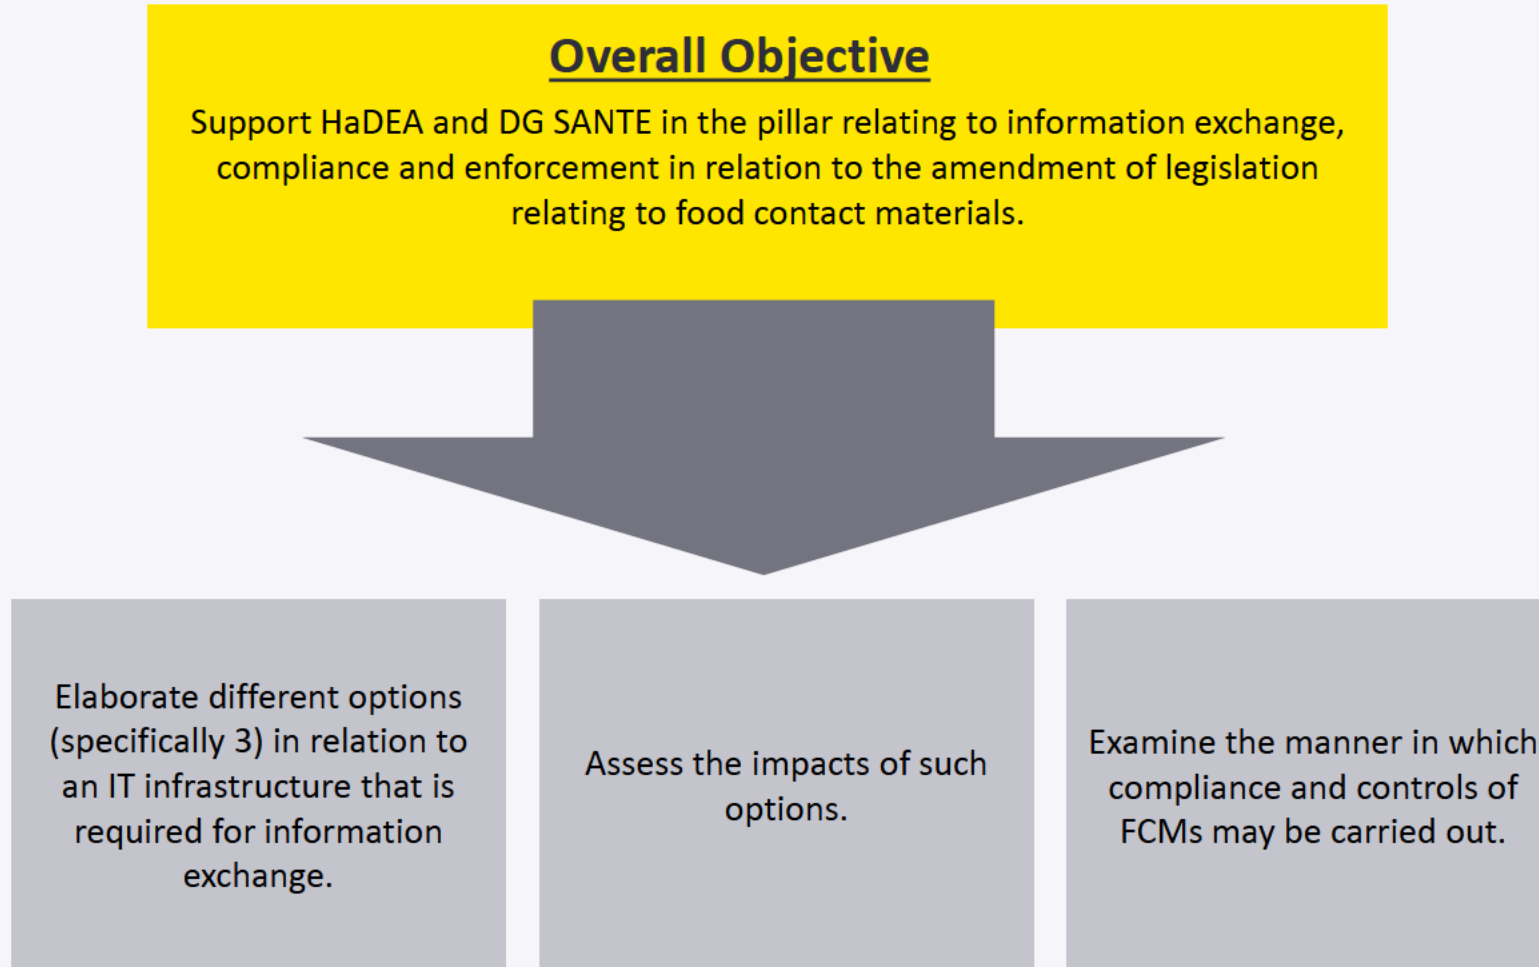 Overall Objective
Support HaDEA and DG SANTE in the pillar relating to information exchange,
compliance and enforcement in relation to the amendment of legislation
relating to food contact materials.
Elaborate different options
(specifically 3) in relation to
an IT infrastructure that is
required for information
exchange.
Assess the impacts of such
options.
Examine the manner in which
compliance and controls of
FCMs may be carried out.